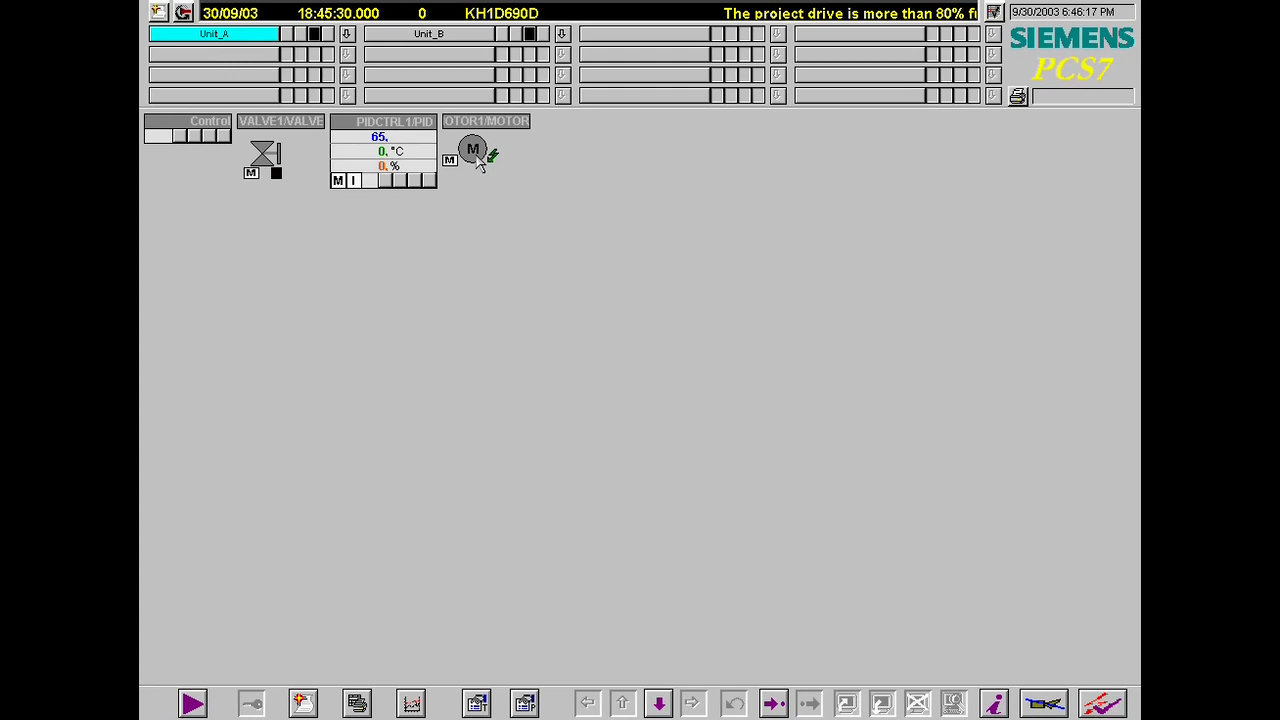 30/09/03 18:45:30.000 0 KH1D690D The project drive is more than 80% f
9/30/2003 6:46:17 PM
Unit_A Unit_B
SIEMENS
PCS7
Control VALVE1/VALVE PIDCTRL1/PID OTOR1/MOTOR
65,
0, °C
0, %
M
M I
M
M
i